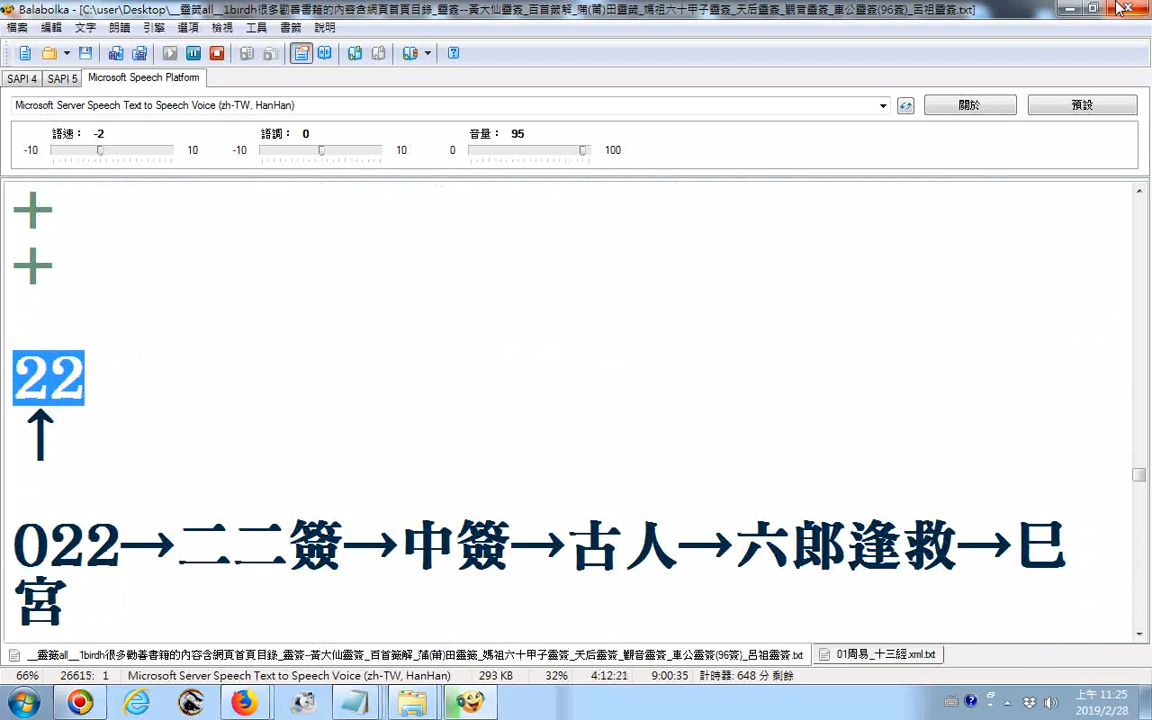 Balabolka - [C:\user\Desktop\__靈籤all__1birdh很多勸善書籍的內容含網頁首頁目錄_靈簽--黃大仙靈簽_百首籤解_蒲(莆)田靈籤_媽祖六十甲子靈簽_天后靈簽_觀音靈簽_車公靈簽(96簽)_呂祖靈簽.txt]
檔案 編輯 文字 朗讀 引擎 選項 檢視 工具 書籤 說明
SAPI 4 SAPI 5 Microsoft Speech Platform
Microsoft Server Speech Text to Speech Voice (zh-TW, HanHan) 關於 預設
語速： -2 語調： 0 音量： 95
-10 10 -10 10 0 100
+
+
22
↑
022→二二簽→中簽→古人→六郎逢救→巳
宮
__靈籤all__1birdh很多勸善書籍的內容含網頁首頁目錄_靈簽--黃大仙靈簽_百首籤解_蒲(莆)田靈籤_媽祖六十甲子靈簽_天后靈簽_觀音靈簽_車公靈簽(96簽)_呂祖靈簽.txt 01周易_十三經.xml.txt
66% 26615: 1 Microsoft Server Speech Text to Speech Voice (zh-TW, HanHan) 293 KB 32% 4:12:21 9:00:35 計時器: 648 分 剩餘
上午 11:25
2019/2/28